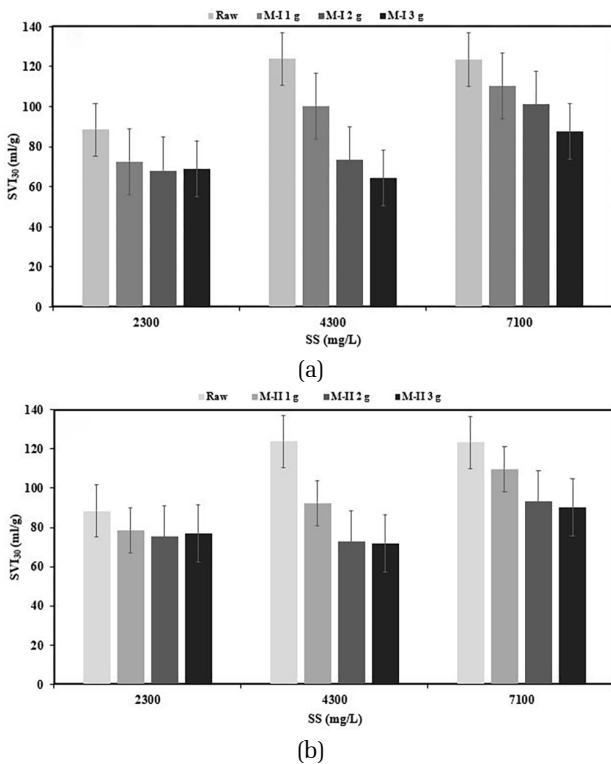 Raw M-I 1 g M-I 2 g M-I 3 g
140
120
100
80
60
40
20
0
SVI30 (ml/g)
2300 4300 7100
SS (mg/L)
(a)
Raw M-II 1 g M-II 2 g M-II 3 g
140
120
100
80
60
40
20
0
SVI30 (ml/g)
2300 4300 7100
SS (mg/L)
(b)